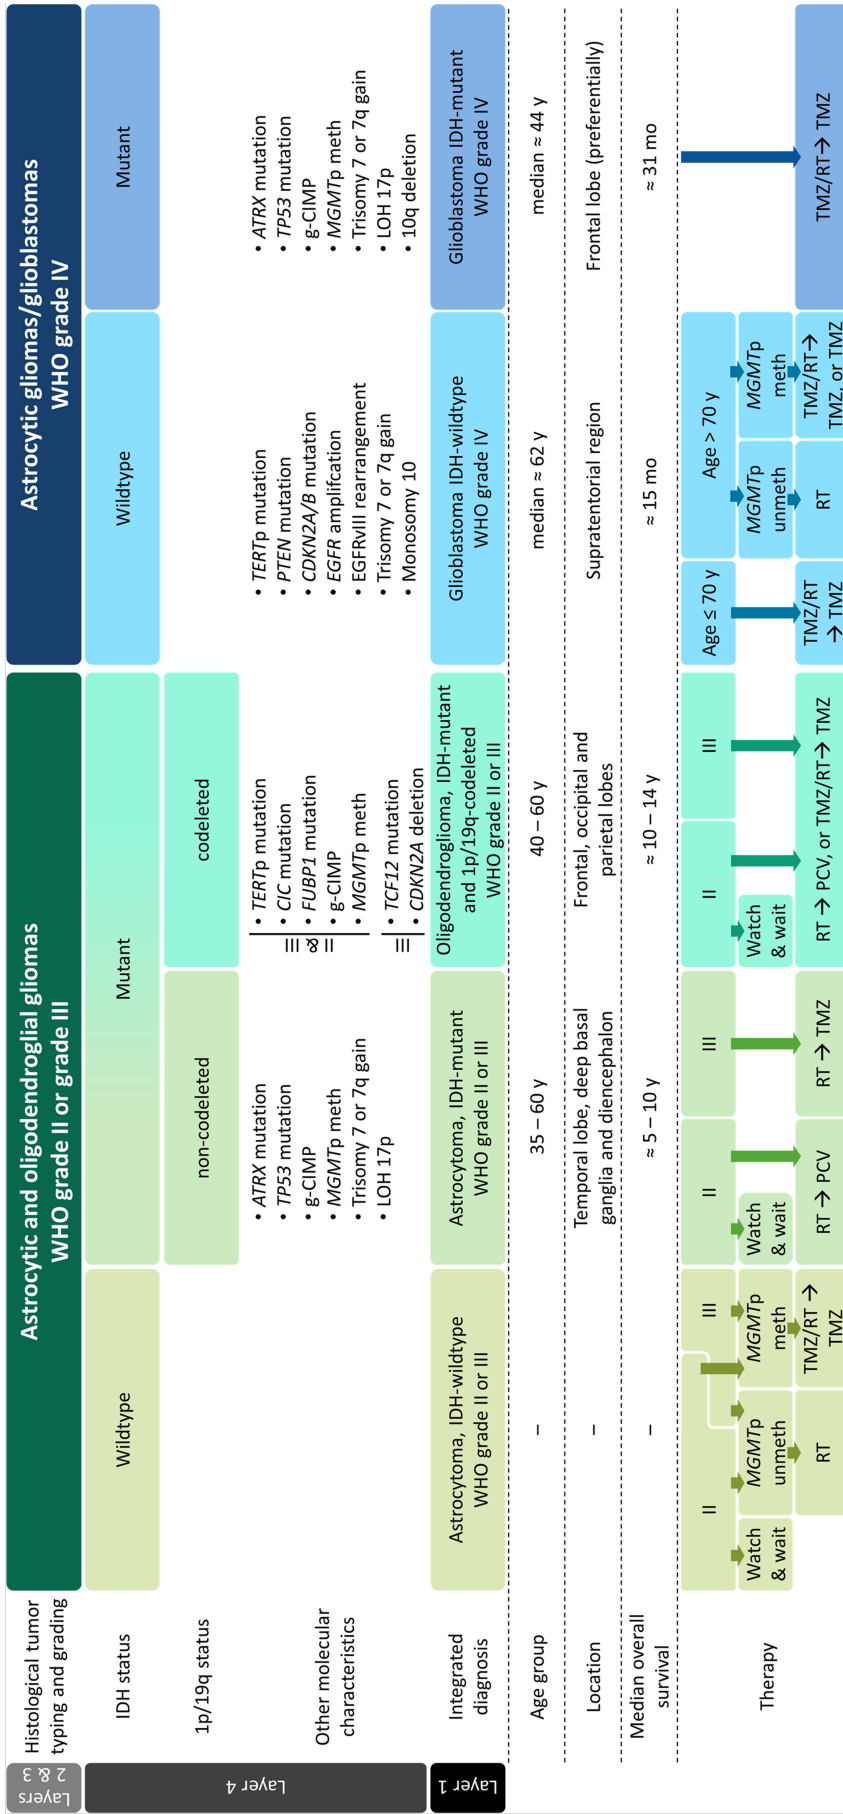 Layers
2 & 3
Histological tumor
typing and grading
Astrocytic and oligodendroglial gliomas
WHO grade II or grade III
Astrocytic gliomas/glioblastomas
WHO grade IV
Layer 4
IDH status
Wildtype
Mutant
Wildtype
Mutant
1p/19q status
non-codeleted
codeleted
Other molecular
characteristics
• ATRX mutation
• TP53 mutation
• g-CIMP
• MGMTp meth
• Trisomy 7 or 7q gain
• LOH 17p
II & III
• TERTp mutation
• CIC mutation
• FUBP1 mutation
• g-CIMP
• MGMTp meth
III
• TCF12 mutation
• CDKN2A deletion
• TERTp mutation
• PTEN mutation
• CDKN2A/B mutation
• EGFR amplifcation
• EGFRvIII rearrangement
• Trisomy 7 or 7q gain
• Monosomy 10
• ATRX mutation
• TP53 mutation
• g-CIMP
• MGMTp meth
• Trisomy 7 or 7q gain
• LOH 17p
• 10q deletion
Layer 1
Integrated
diagnosis
Astrocytoma, IDH-wildtype
WHO grade II or III
Astrocytoma, IDH-mutant
WHO grade II or III
Oligodendroglioma, IDH-mutant
and 1p/19q-codeleted
WHO grade II or III
Glioblastoma IDH-wildtype
WHO grade IV
Glioblastoma IDH-mutant
WHO grade IV
Age group
–
35 – 60 y
40 – 60 y
median ≈ 62 y
median ≈ 44 y
Location
–
Temporal lobe, deep basal
ganglia and diencephalon
Frontal, occipital and
parietal lobes
Supratentorial region
Frontal lobe (preferentially)
Median overall
survival
–
≈ 5 – 10 y
≈ 10 – 14 y
≈ 15 mo
≈ 31 mo
Therapy
II
III
II
III
II
III
Age ≤ 70 y
Age > 70 y
Watch
& wait
MGMTp
unmeth
MGMTp
meth
Watch
& wait
Watch
& wait
MGMTp
unmeth
MGMTp
meth
RT
TMZ/RT →
TMZ
RT → PCV
RT → TMZ
RT → PCV, or TMZ/RT→ TMZ
TMZ/RT
→ TMZ
RT
TMZ/RT→
TMZ, or TMZ
TMZ/RT→ TMZ